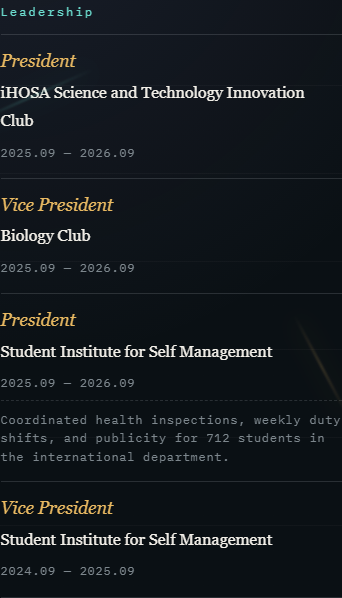 Leadership
President
iHOSA Science and Technology Innovation
Club
2025.09 — 2026.09
Vice President
Biology Club
2025.09 — 2026.09
President
Student Institute for Self Management
2025.09 — 2026.09
Coordinated health inspections, weekly duty
shifts, and publicity for 712 students in
the international department.
Vice President
Student Institute for Self Management
2024.09 — 2025.09